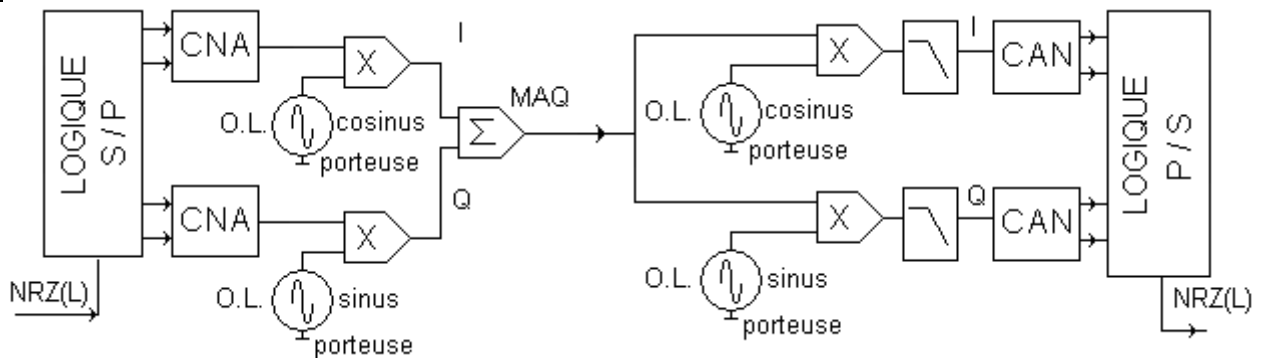 LOGIQUE
S / P
CNA
X
I
O.L.
cosinus
porteuse
MAQ
Σ
CNA
X
Q
O.L.
sinus
porteuse
NRZ(L)
X
O.L.
cosinus
porteuse
I
CAN
X
O.L.
sinus
porteuse
Q
CAN
LOGIQUE
P / S
NRZ(L)